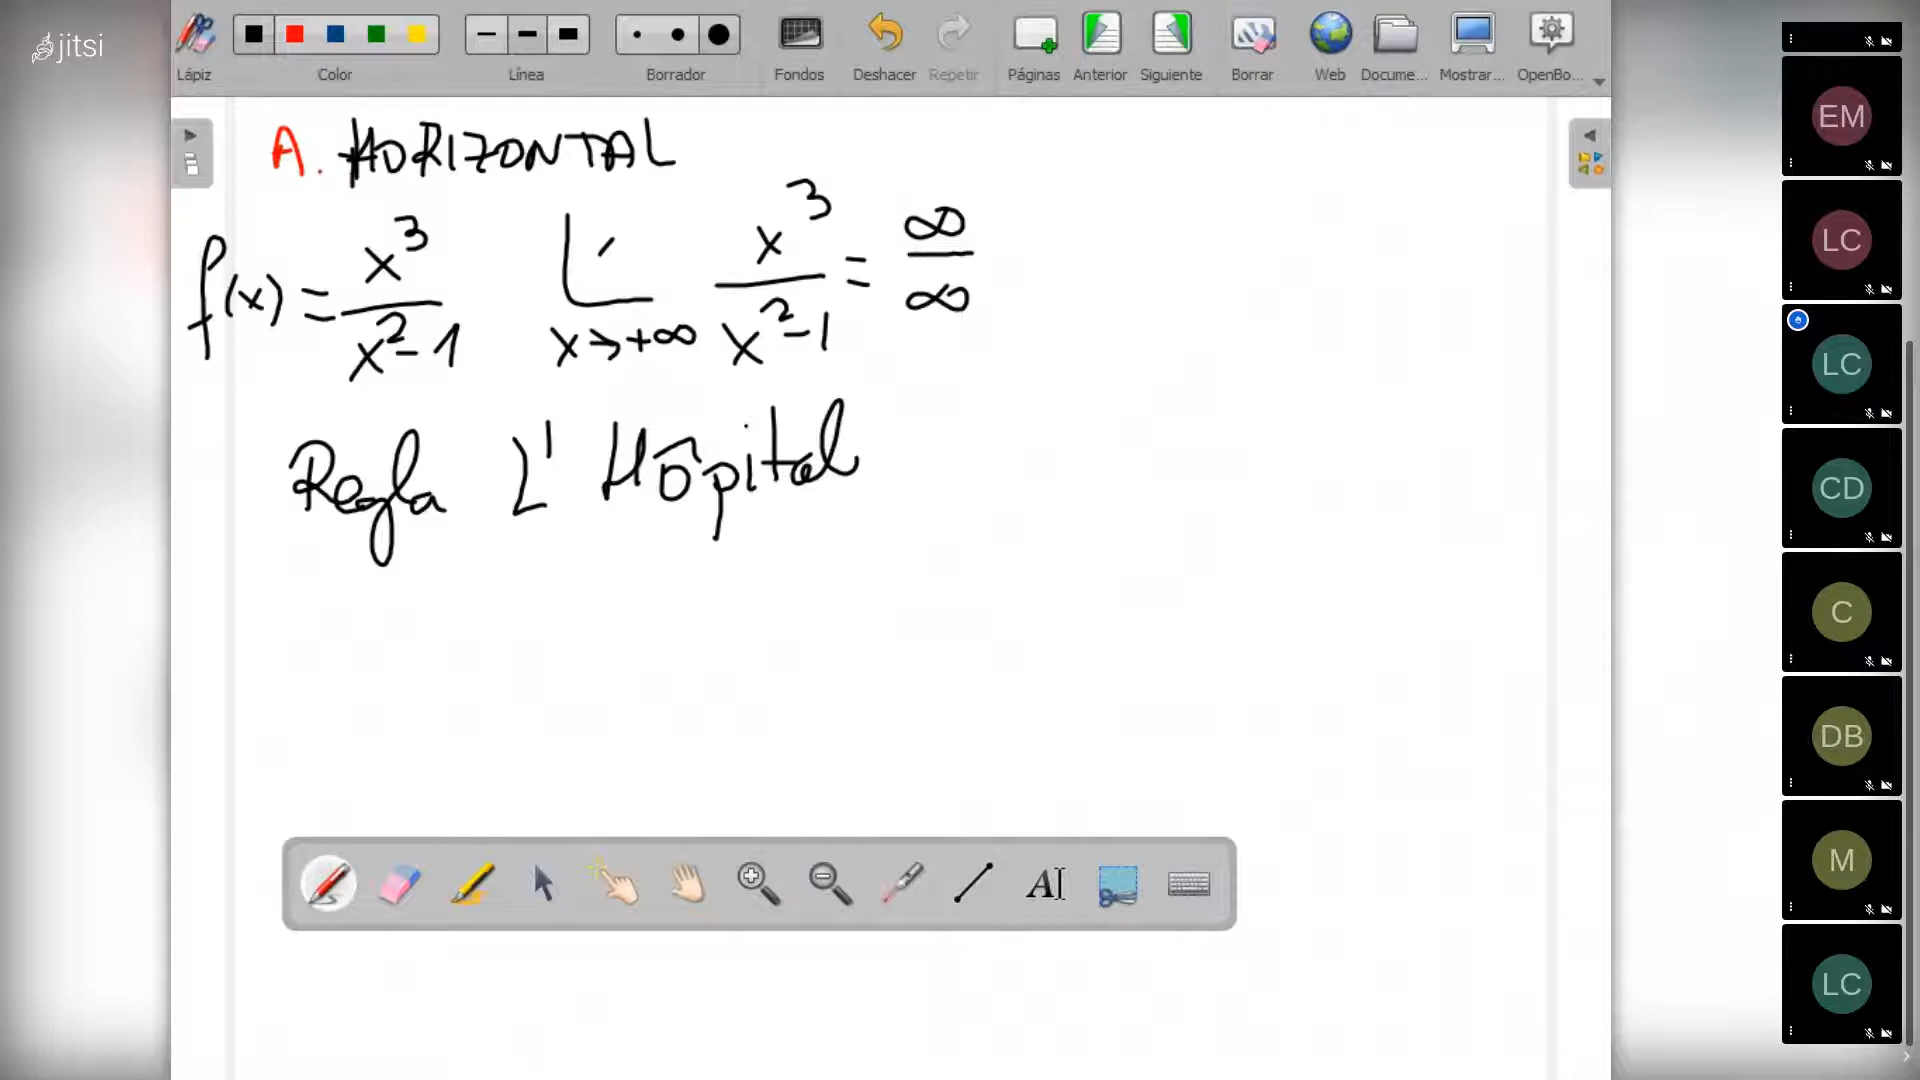 jitsi
Lápiz Color Línea Borrador Fondos Deshacer Repetir Páginas Anterior Siguiente Borrar Web Docume... Mostrar... OpenBo...
A. HORIZONTAL
f(x) = x³/(x²-1) L x→+∞ x³/(x²-1) = ∞/∞
Regla L' Hôpital
AI
EM
LC
LC
CD
C
DB
M
LC